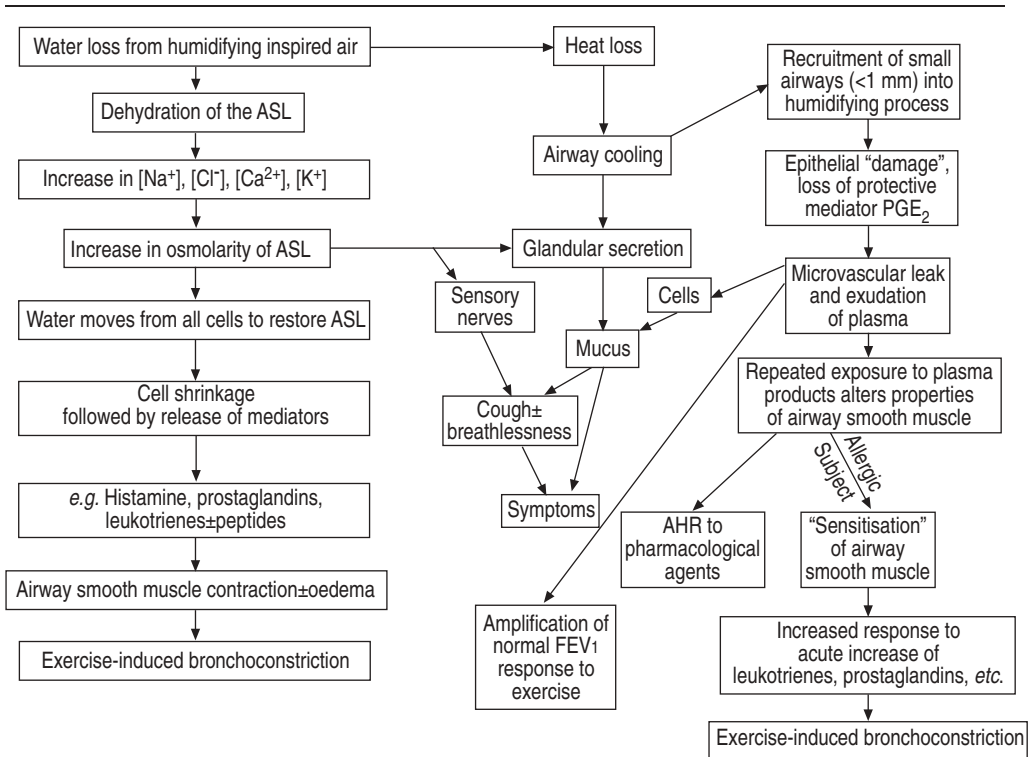 Water loss from humidifying inspired air
Dehydration of the ASL
Increase in [Na⁺], [Cl⁻], [Ca²⁺], [K⁺]
Increase in osmolarity of ASL
Water moves from all cells to restore ASL
Cell shrinkage
followed by release of mediators
e.g. Histamine, prostaglandins,
leukotrienes±peptides
Airway smooth muscle contraction±oedema
Exercise-induced bronchoconstriction
Heat loss
Airway cooling
Glandular secretion
Sensory
nerves
Cells
Mucus
Cough±
breathlessness
Symptoms
Amplification of
normal FEV1
response to
exercise
Recruitment of small
airways (<1 mm) into
humidifying process
Epithelial “damage”,
loss of protective
mediator PGE₂
Microvascular leak
and exudation
of plasma
Repeated exposure to plasma
products alters properties
of airway smooth muscle
Allergic
Subject
AHR to
pharmacological
agents
“Sensitisation”
of airway
smooth muscle
Increased response to
acute increase of
leukotrienes, prostaglandins, etc.
Exercise-induced bronchoconstriction